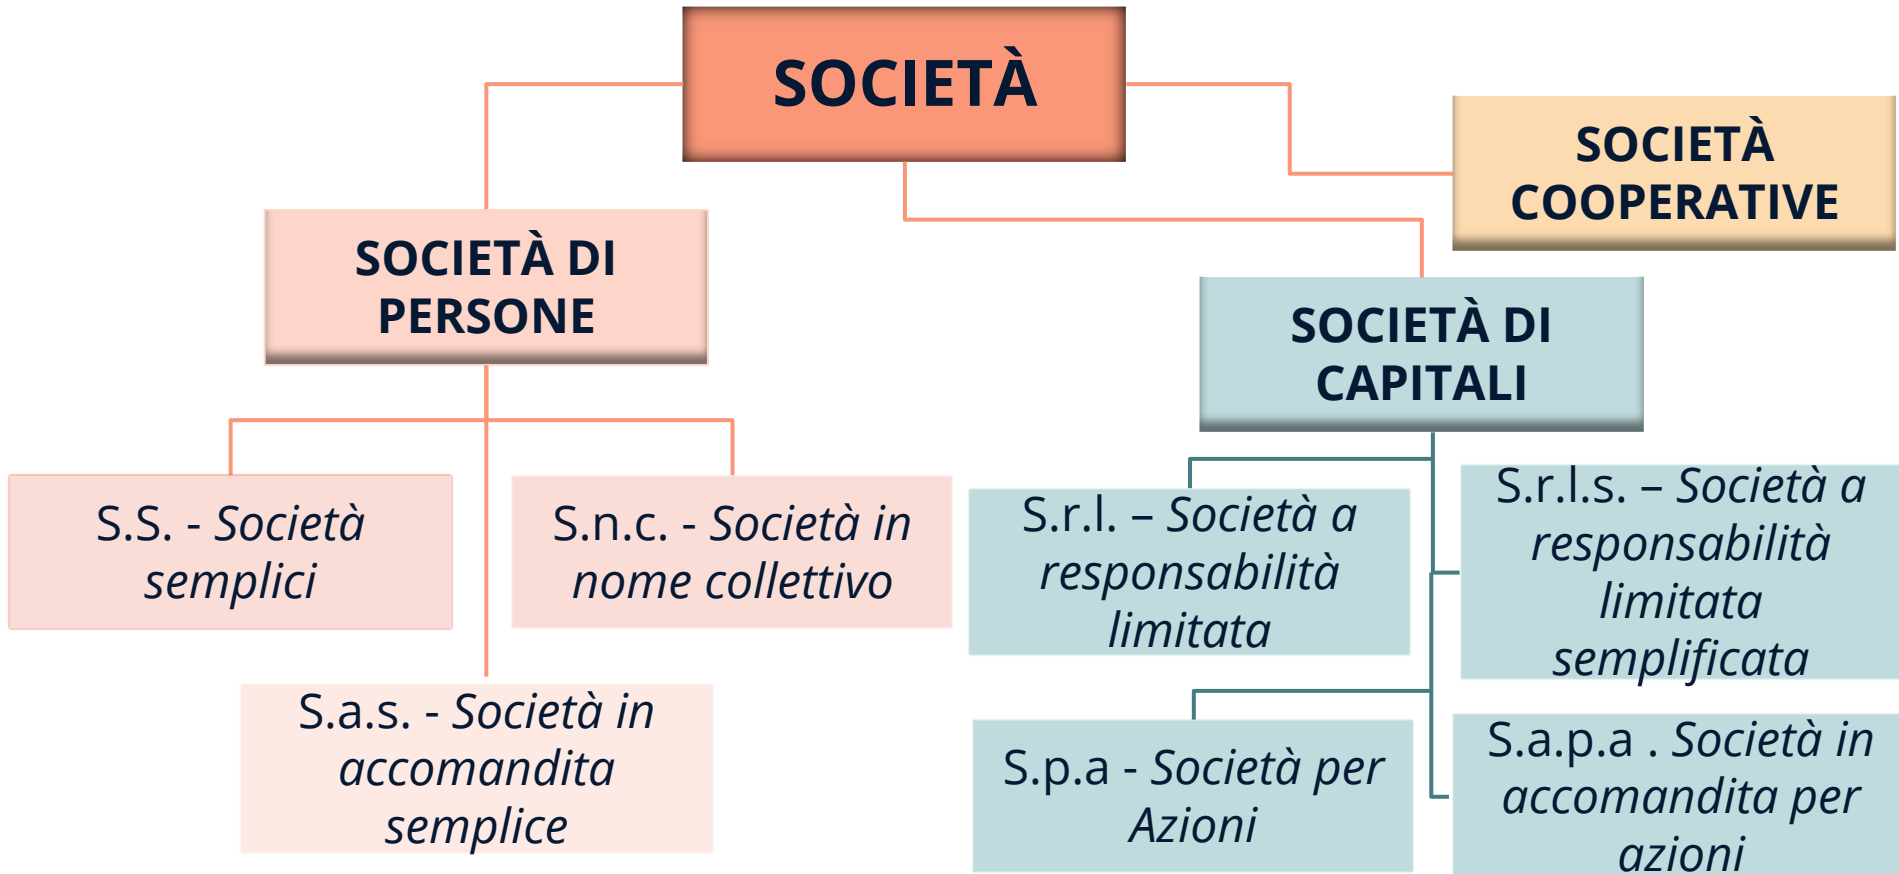 SOCIETÀ
SOCIETÀ
COOPERATIVE
SOCIETÀ DI
PERSONE
SOCIETÀ DI
CAPITALI
S.S. - Società
semplici
S.n.c. - Società in
nome collettivo
S.a.s. - Società in
accomandita
semplice
S.r.l. – Società a
responsabilità
limitata
S.r.l.s. – Società a
responsabilità
limitata
semplificata
S.p.a - Società per
Azioni
S.a.p.a . Società in
accomandita per
azioni